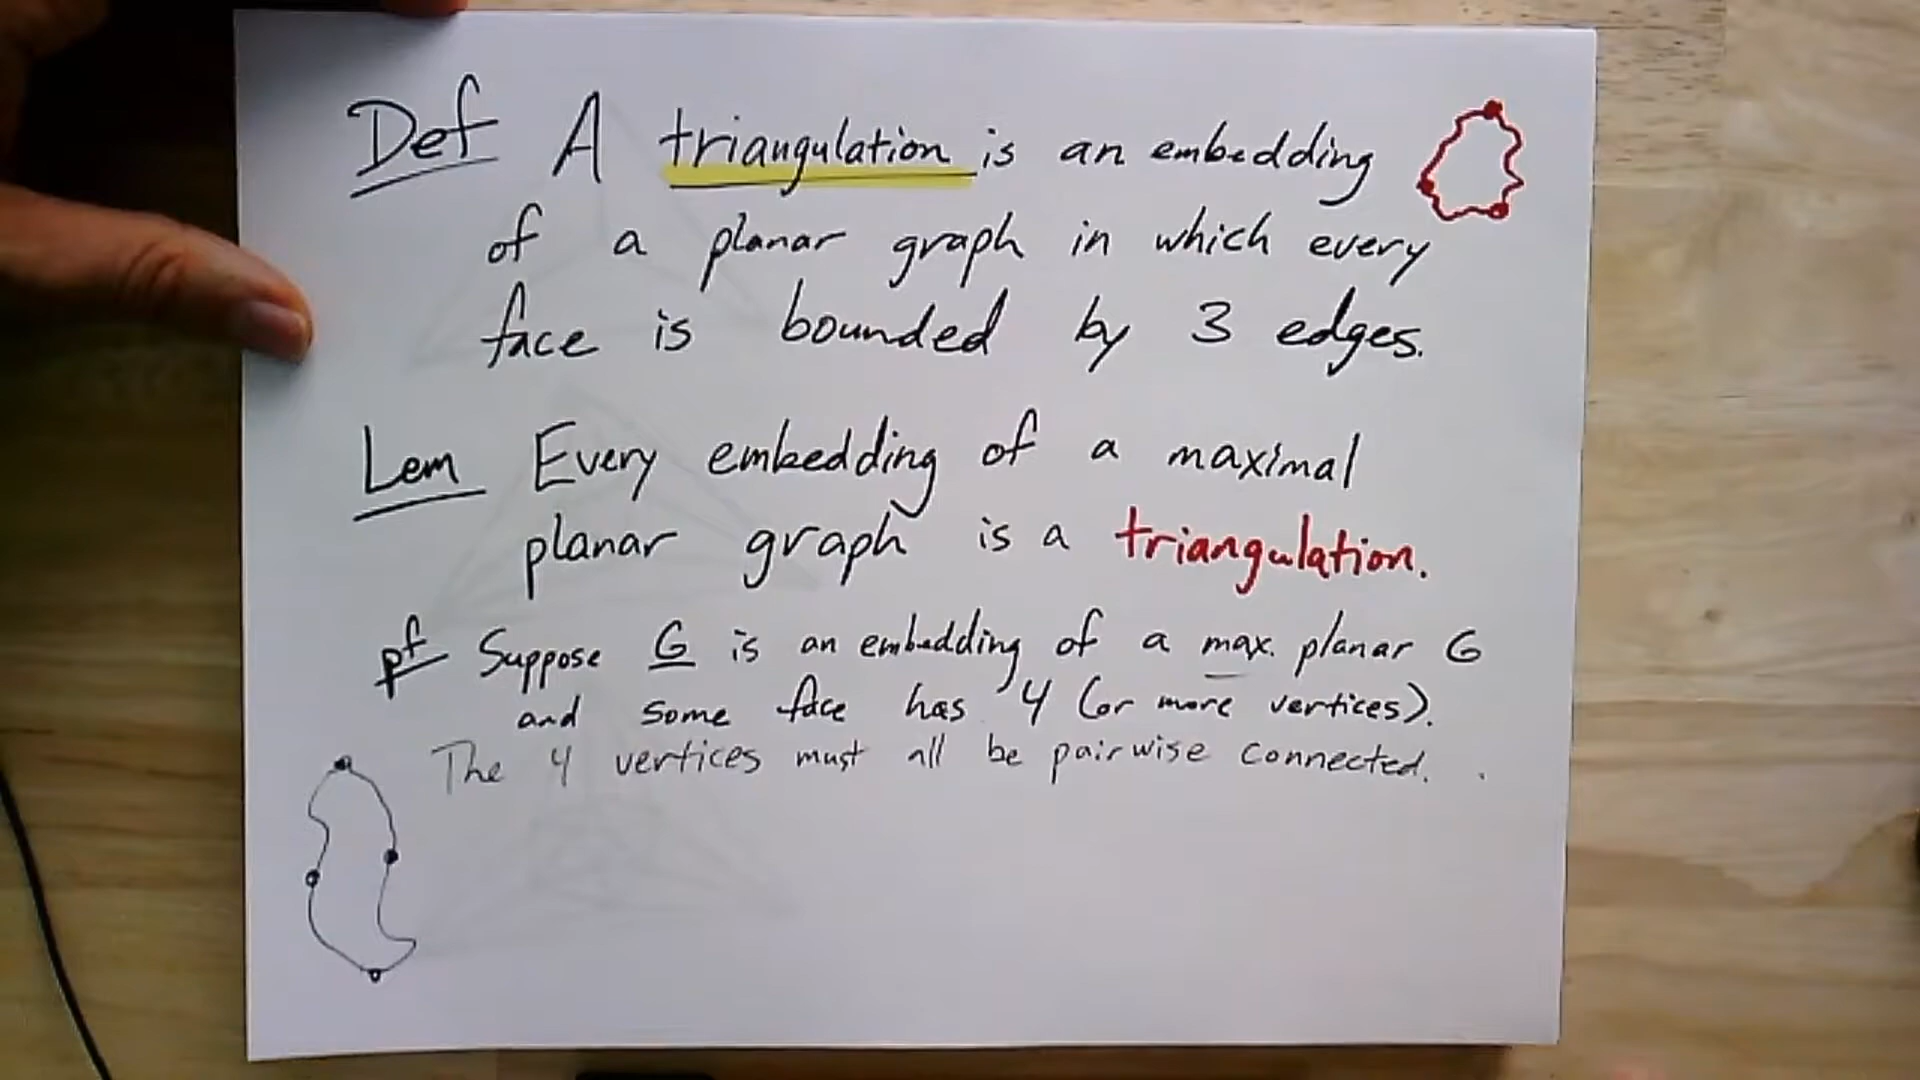 Def A triangulation is an embedding
of a planar graph in which every
face is bounded by 3 edges.
Lem Every embedding of a maximal
planar graph is a triangulation.
pf Suppose G is an embedding of a max. planar G
and some face has 4 (or more vertices).
The 4 vertices must all be pairwise connected.